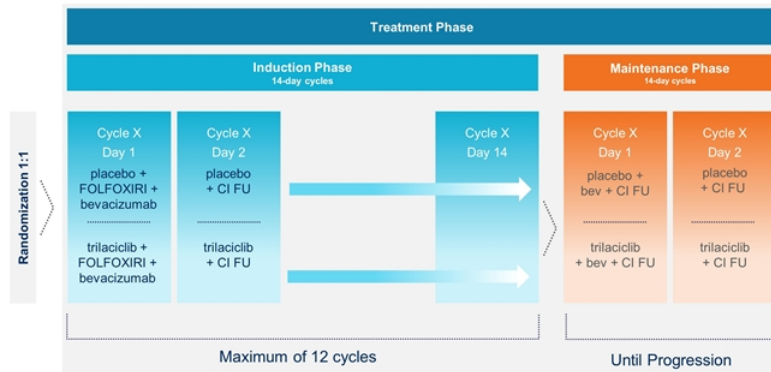 Treatment Phase
Induction Phase
14-day cycles
Maintenance Phase
14-day cycles
Randomization 1:1
Cycle X
Day 1
placebo +
FOLFOXIRI +
bevacizumab
trilaciclib +
FOLFOXIRI +
bevacizumab
Cycle X
Day 2
placebo
+ CI FU
trilaciclib
+ CI FU
Cycle X
Day 14
Cycle X
Day 1
placebo +
bev + CI FU
trilaciclib
+ bev + CI FU
Cycle X
Day 2
placebo
+ CI FU
trilaciclib
+ CI FU
Maximum of 12 cycles
Until Progression